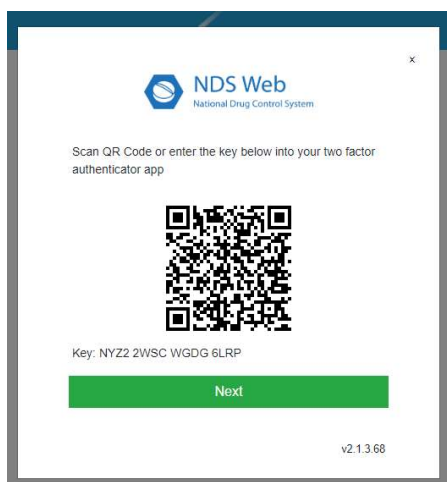 x
NDS Web
National Drug Control System
Scan QR Code or enter the key below into your two factor
authenticator app
Key: NYZ2 2WSC WGDG 6LRP
Next
v2.1.3.68